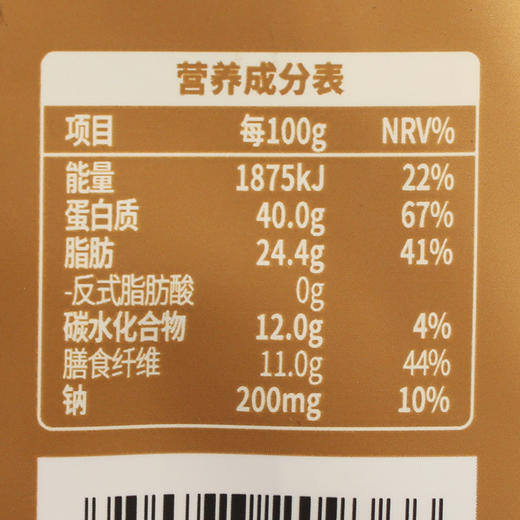 营养成分表
项目 每100g NRV%
能量 1875kJ 22%
蛋白质 40.0g 67%
脂肪 24.4g 41%
-反式脂肪酸 0g
碳水化合物 12.0g 4%
膳食纤维 11.0g 44%
钠 200mg 10%